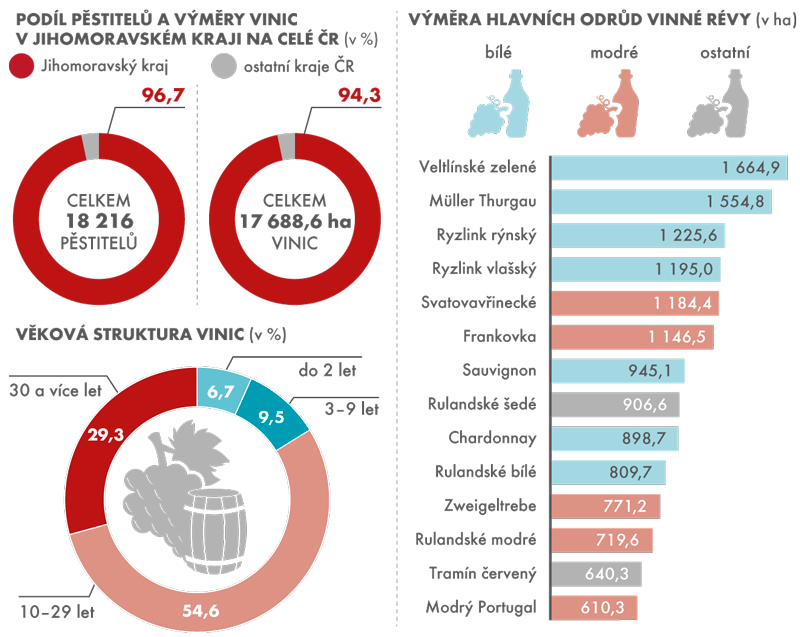 PODÍL PĚSTITELŮ A VÝMĚRY VINIC
V JIHOMORAVSKÉM KRAJI NA CELÉ ČR (v %)
Jihomoravský kraj
ostatní kraje ČR
96,7
CELKEM
18 216
PĚSTITELŮ
94,3
CELKEM
17 688,6 ha
VINIC
VĚKOVÁ STRUKTURA VINIC (v %)
do 2 let
6,7
3–9 let
9,5
30 a více let
29,3
10–29 let
54,6
VÝMĚRA HLAVNÍCH ODRŮD VINNÉ RÉVY (v ha)
bílé
modré
ostatní
Veltlínské zelené 1 664,9
Müller Thurgau 1 554,8
Ryzlink rýnský 1 225,6
Ryzlink vlašský 1 195,0
Svatovavřinecké 1 184,4
Frankovka 1 146,5
Sauvignon 945,1
Rulandské šedé 906,6
Chardonnay 898,7
Rulandské bílé 809,7
Zweigeltrebe 771,2
Rulandské modré 719,6
Tramín červený 640,3
Modrý Portugal 610,3